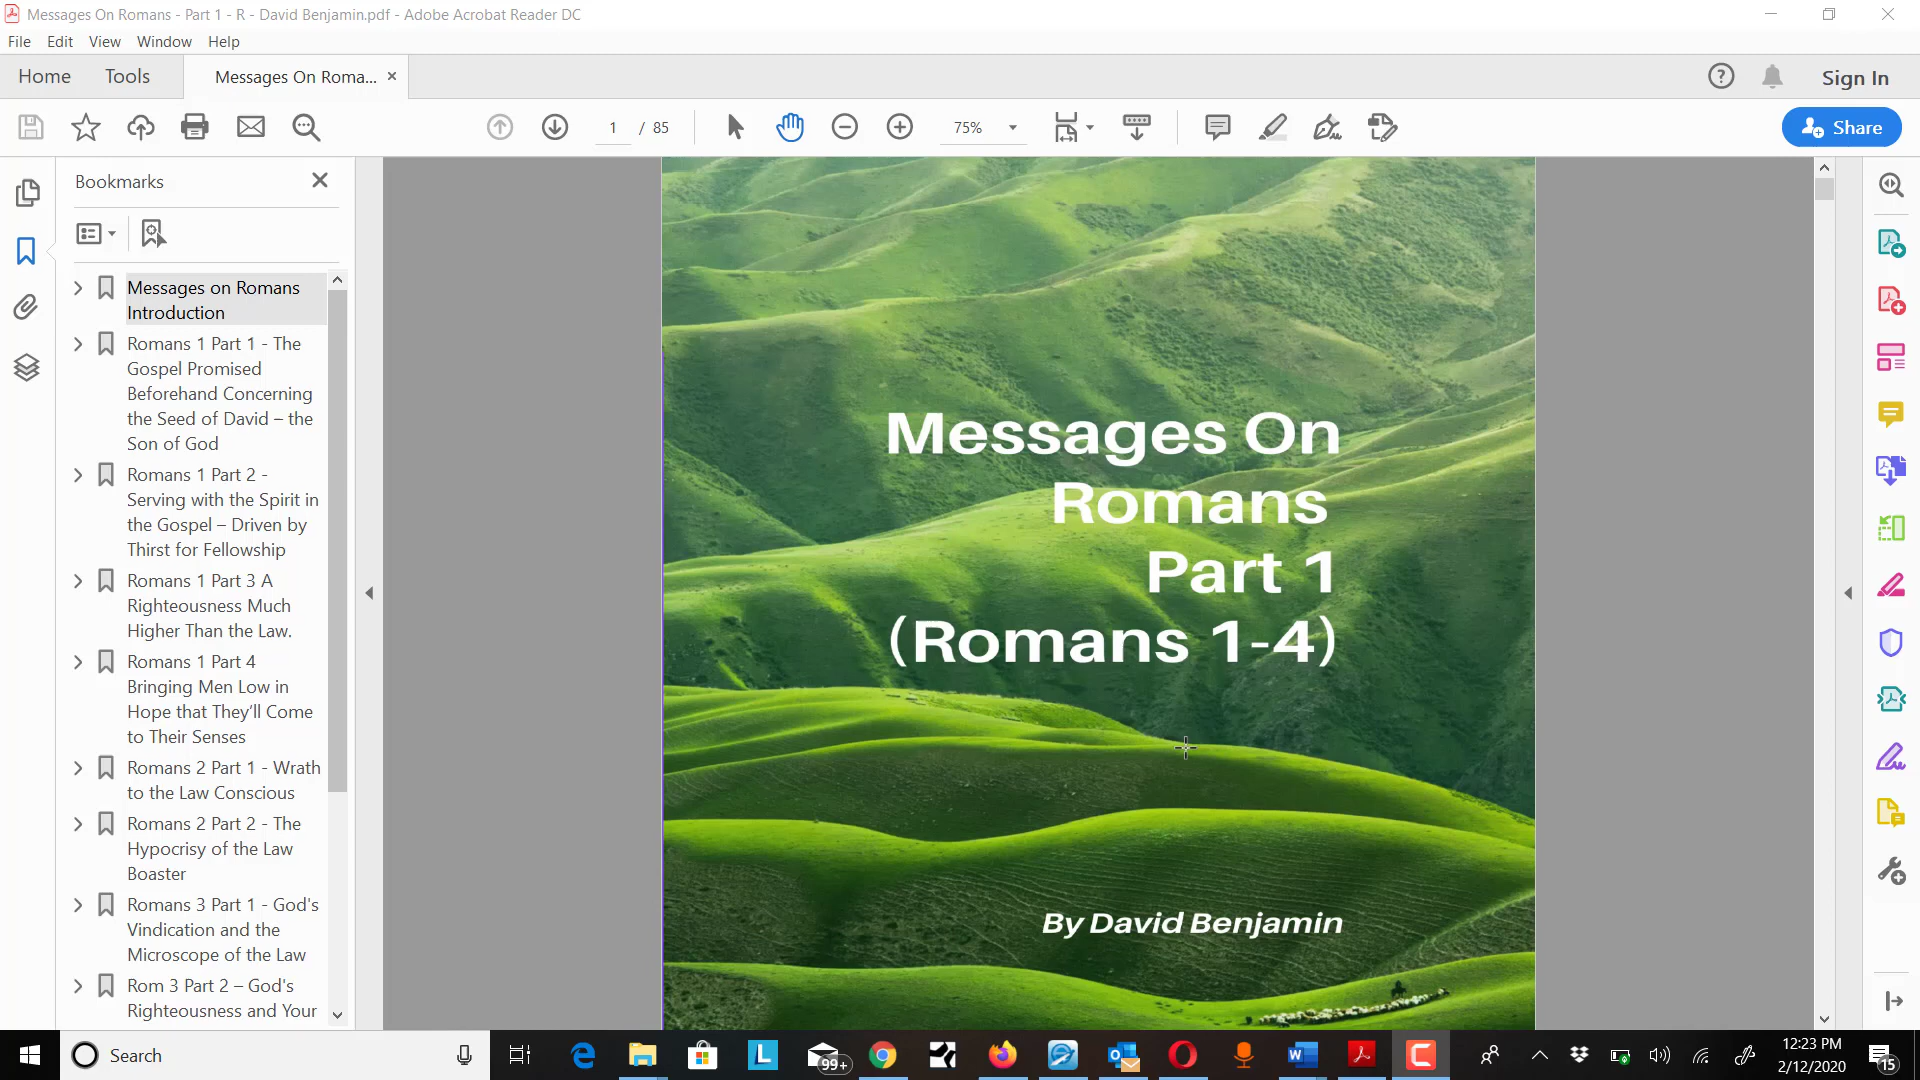 Messages On Romans - Part 1 - R - David Benjamin.pdf - Adobe Acrobat Reader DC
File Edit View Window Help
Home Tools Messages On Roma... Sign In
1 / 85 75% Share
Bookmarks
Messages on Romans
Introduction
Romans 1 Part 1 - The
Gospel Promised
Beforehand Concerning
the Seed of David – the
Son of God
Romans 1 Part 2 -
Serving with the Spirit in
the Gospel – Driven by
Thirst for Fellowship
Romans 1 Part 3 A
Righteousness Much
Higher Than the Law.
Romans 1 Part 4
Bringing Men Low in
Hope that They’ll Come
to Their Senses
Romans 2 Part 1 - Wrath
to the Law Conscious
Romans 2 Part 2 - The
Hypocrisy of the Law
Boaster
Romans 3 Part 1 - God's
Vindication and the
Microscope of the Law
Rom 3 Part 2 – God's
Righteousness and Your
Messages On
Romans
Part 1
(Romans 1-4)
By David Benjamin
Search
99+
12:23 PM
2/12/2020
15